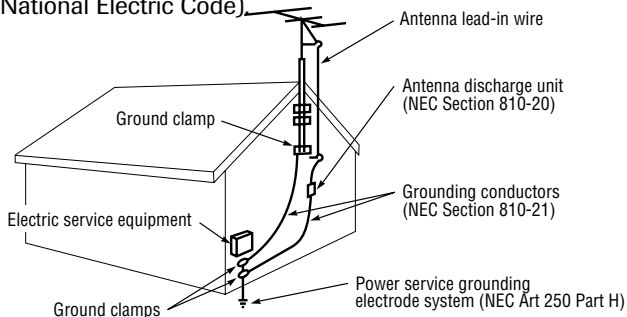 National Electric Code)
Antenna lead-in wire
Antenna discharge unit
(NEC Section 810-20)
Ground clamp
Grounding conductors
(NEC Section 810-21)
Electric service equipment
Power service grounding
electrode system (NEC Art 250 Part H)
Ground clamps